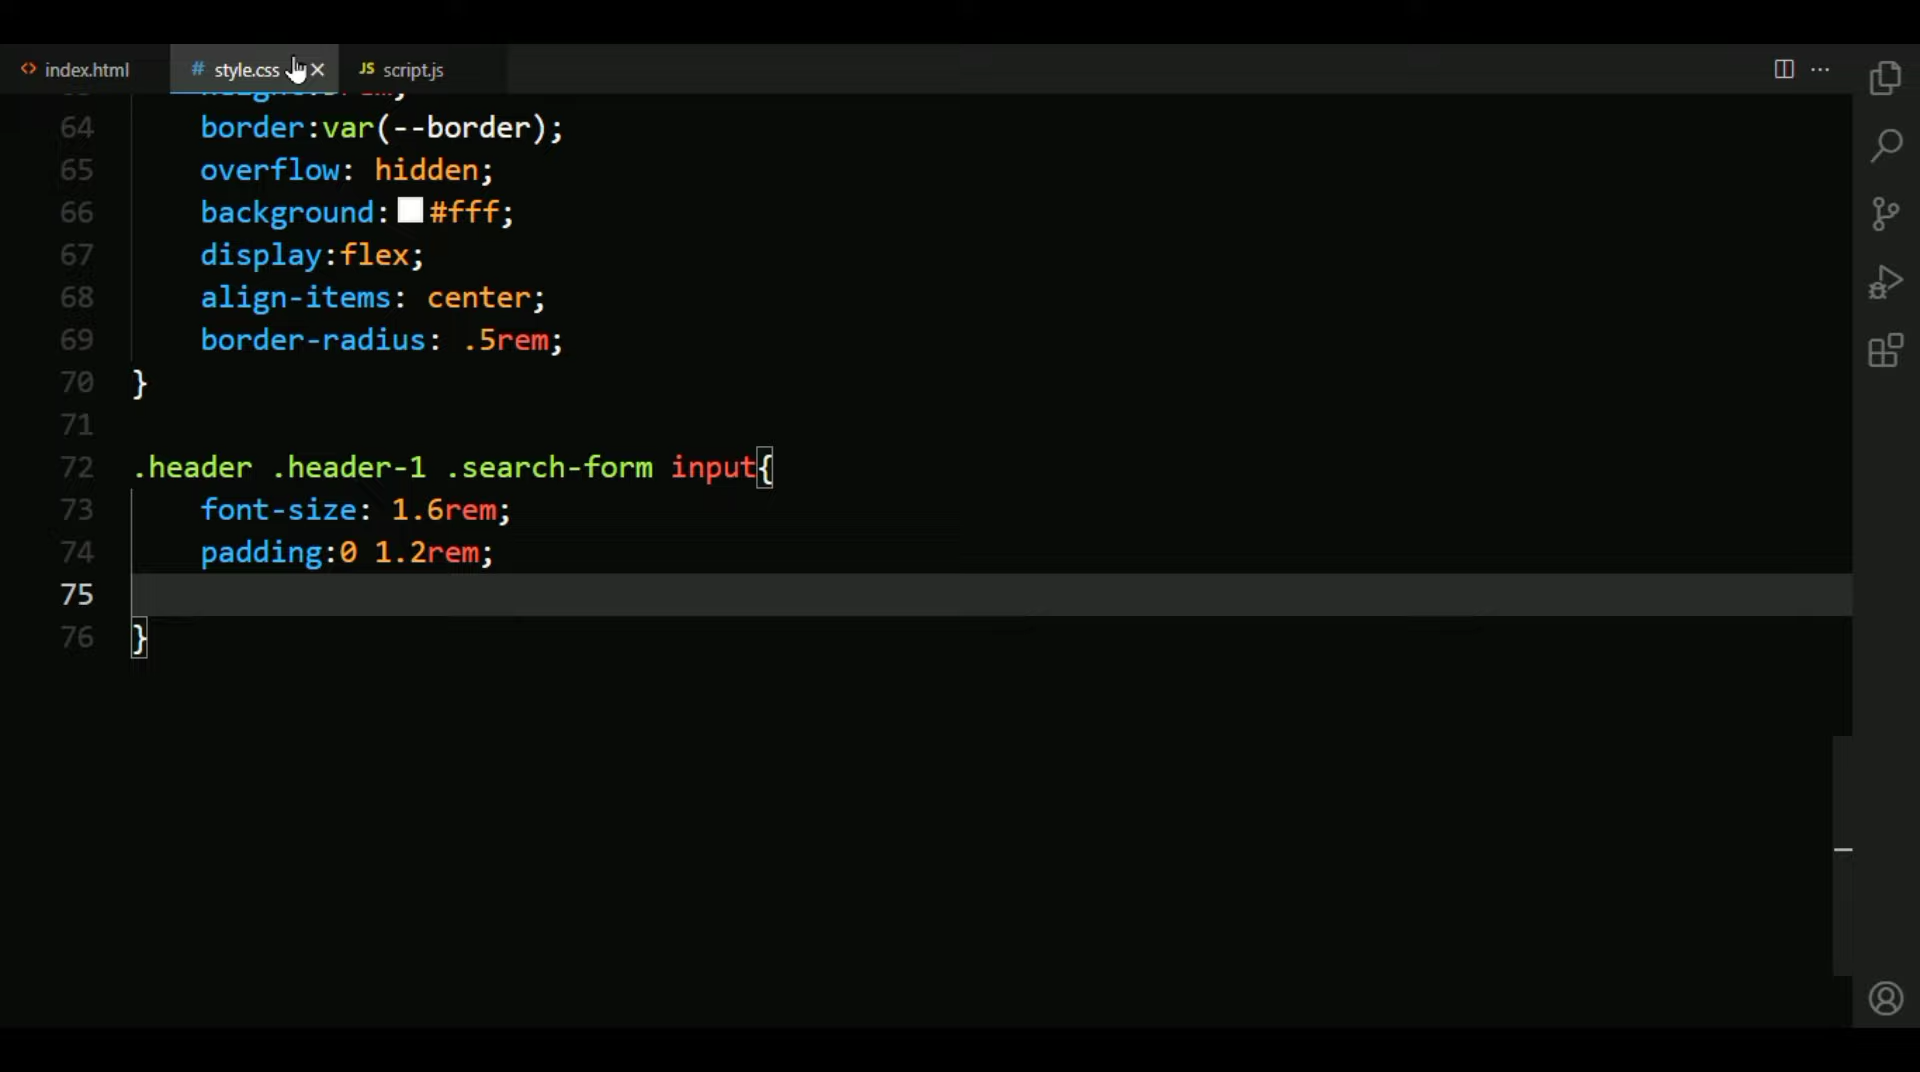 index.html
# style.css
JS script.js
64 border:var(--border);
65 overflow: hidden;
66 background: #fff;
67 display:flex;
68 align-items: center;
69 border-radius: .5rem;
70 }
71
72 .header .header-1 .search-form input{
73 font-size: 1.6rem;
74 padding:0 1.2rem;
75
76 }